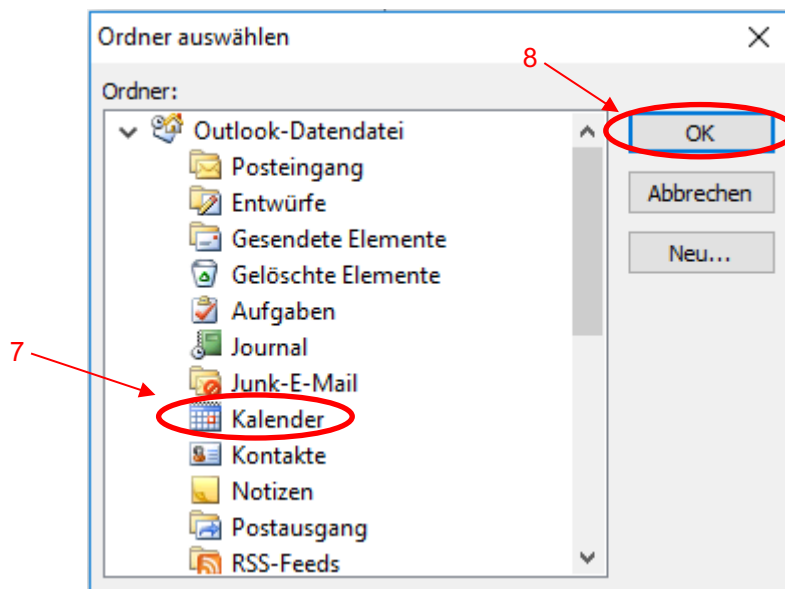 Ordner auswählen
8
Ordner:
Outlook-Datendatei
OK
Posteingang
Entwürfe
Abbrechen
Gesendete Elemente
Neu...
Gelöschte Elemente
Aufgaben
7
Journal
Junk-E-Mail
Kalender
Kontakte
Notizen
Postausgang
RSS-Feeds